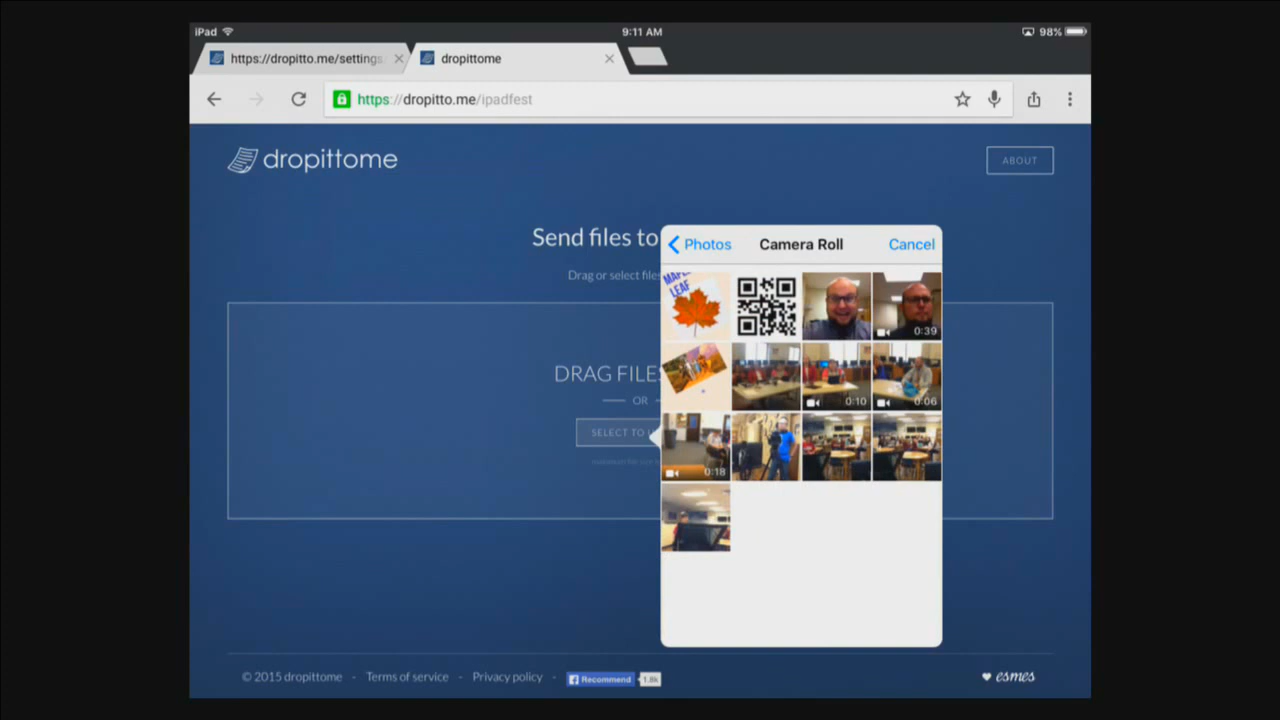 iPad 9:11 AM 98%
https://dropitto.me/settings dropittome
https://dropitto.me/ipadfest
dropittome ABOUT
Send files to
Drag or select files
DRAG FILES
OR
SELECT TO U
Photos Camera Roll Cancel
MAPLE
LEAF
0:39
0:10 0:06
0:18
© 2015 dropittome - Terms of service - Privacy policy - Recommend 1.8k esmes